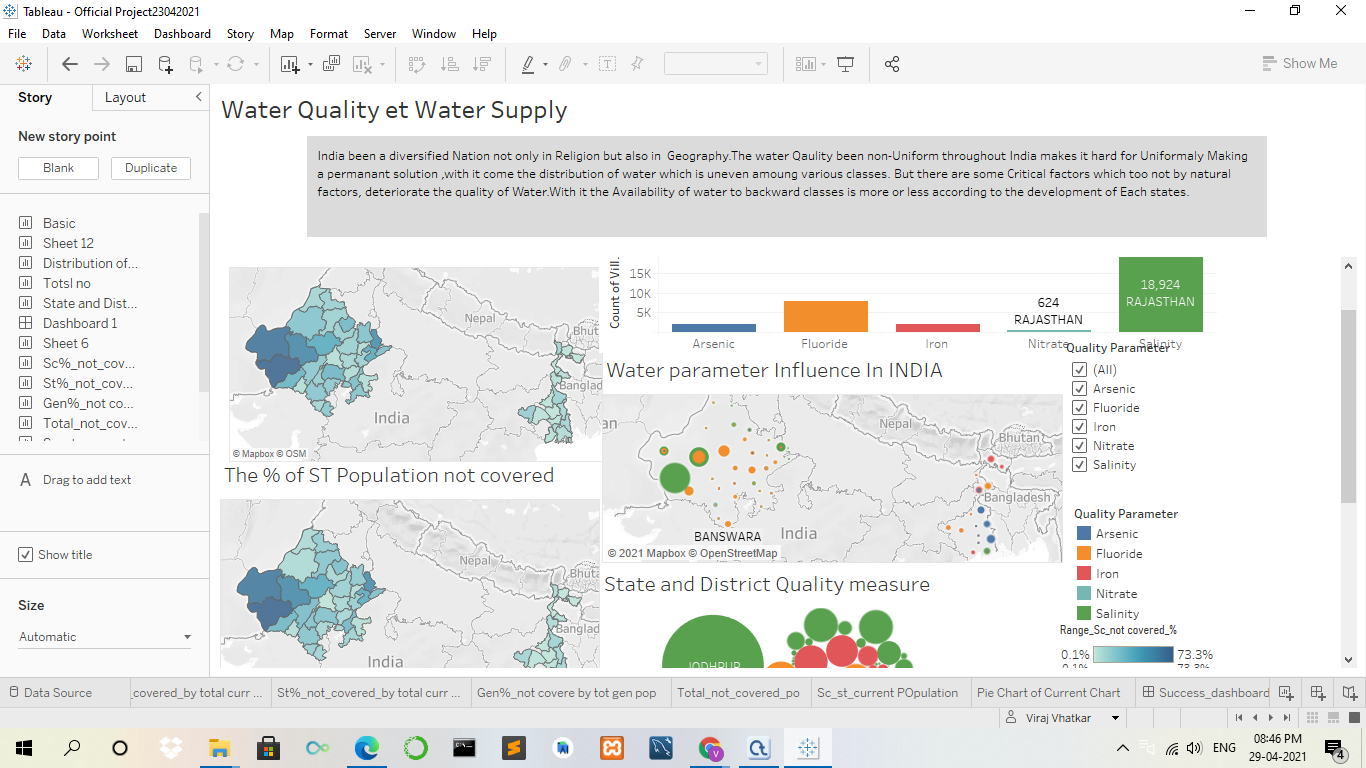 Tableau - Official Project23042021
File Data Worksheet Dashboard Story Map Format Server Window Help
Show Me
Story Layout
New story point
Blank Duplicate
Basic
Sheet 12
Distribution of...
Totsl no
State and Dist...
Dashboard 1
Sheet 6
Sc%_not_cov...
St%_not_cov...
Gen%_not co...
Total_not_cov...
A Drag to add text
Show title
Size
Automatic
Water Quality et Water Supply
India been a diversified Nation not only in Religion but also in Geography.The water Qaulity been non-Uniform throughout India makes it hard for Uniformaly Making
a permanant solution ,with it come the distribution of water which is uneven amoung various classes. But there are some Critical factors which too not by natural
factors, deteriorate the quality of Water.With it the Availability of water to backward classes is more or less according to the development of Each states.
Nepal
Bhut
Banglad
India
© Mapbox © OSM
The % of ST Population not covered
Nepal
Bhuta
Banglad
India
Count of Vill.
15K
10K
5K
624
RAJASTHAN
18,924
RAJASTHAN
Arsenic Fluoride Iron Nitrate Salinity
Water parameter Influence In INDIA
an
Nepal
Bhutan
Bangladesh
India
BANSWARA
© 2021 Mapbox © OpenStreetMap
State and District Quality measure
JODHPUR
Quality Parameter
(All)
Arsenic
Fluoride
Iron
Nitrate
Salinity
Quality Parameter
Arsenic
Fluoride
Iron
Nitrate
Salinity
Range_Sc_not covered_%
0.1% 73.3%
0.1% 73.3%
Data Source _covered_by total curr ... St%_not_covered_by total curr ... Gen%_not covere by tot gen pop Total_not_covered_po Sc_st_current POpulation Pie Chart of Current Chart Success_dashboard
Viraj Vhatkar
V
ENG
08:46 PM
29-04-2021
4